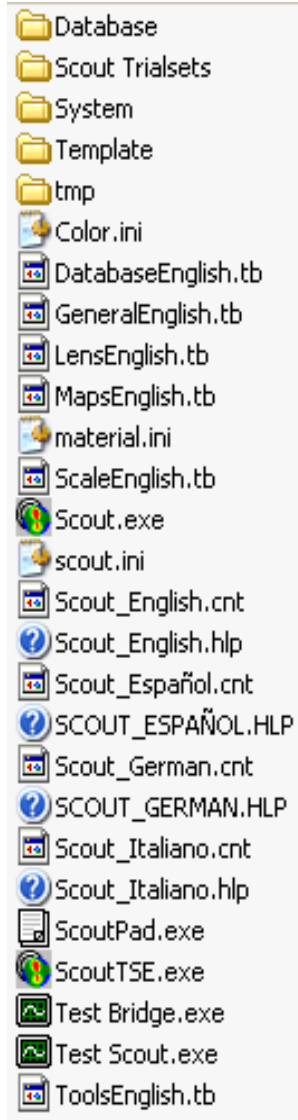 Database
Scout Trialsets
System
Template
tmp
Color.ini
DatabaseEnglish.tb
GeneralEnglish.tb
LensEnglish.tb
MapsEnglish.tb
material.ini
ScaleEnglish.tb
Scout.exe
scout.ini
Scout_English.cnt
Scout_English.hlp
Scout_Español.cnt
SCOUT_ESPAÑOL.HLP
Scout_German.cnt
SCOUT_GERMAN.HLP
Scout_Italiano.cnt
Scout_Italiano.hlp
ScoutPad.exe
ScoutTSE.exe
Test Bridge.exe
Test Scout.exe
ToolsEnglish.tb